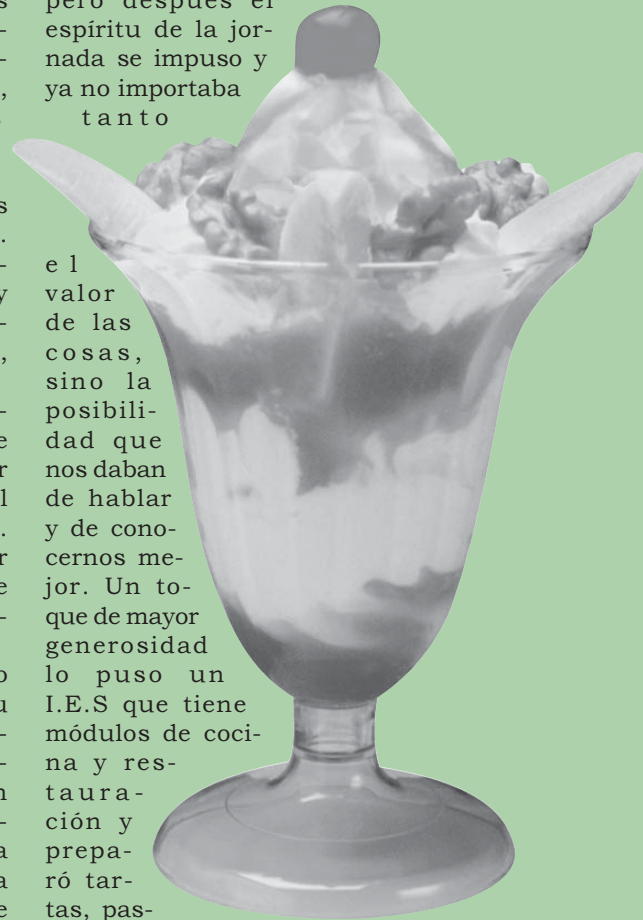 pero después el
espíritu de la jor-
nada se impuso y
ya no importaba
tanto
el
valor
de las
cosas,
sino la
posibili-
dad que
nos daban
de hablar
y de cono-
cernos me-
jor. Un to-
que de mayor
generosidad
lo puso un
I.E.S que tiene
módulos de coci-
na y res-
taura-
ción y
prepa-
ró tar-
tas, pas-